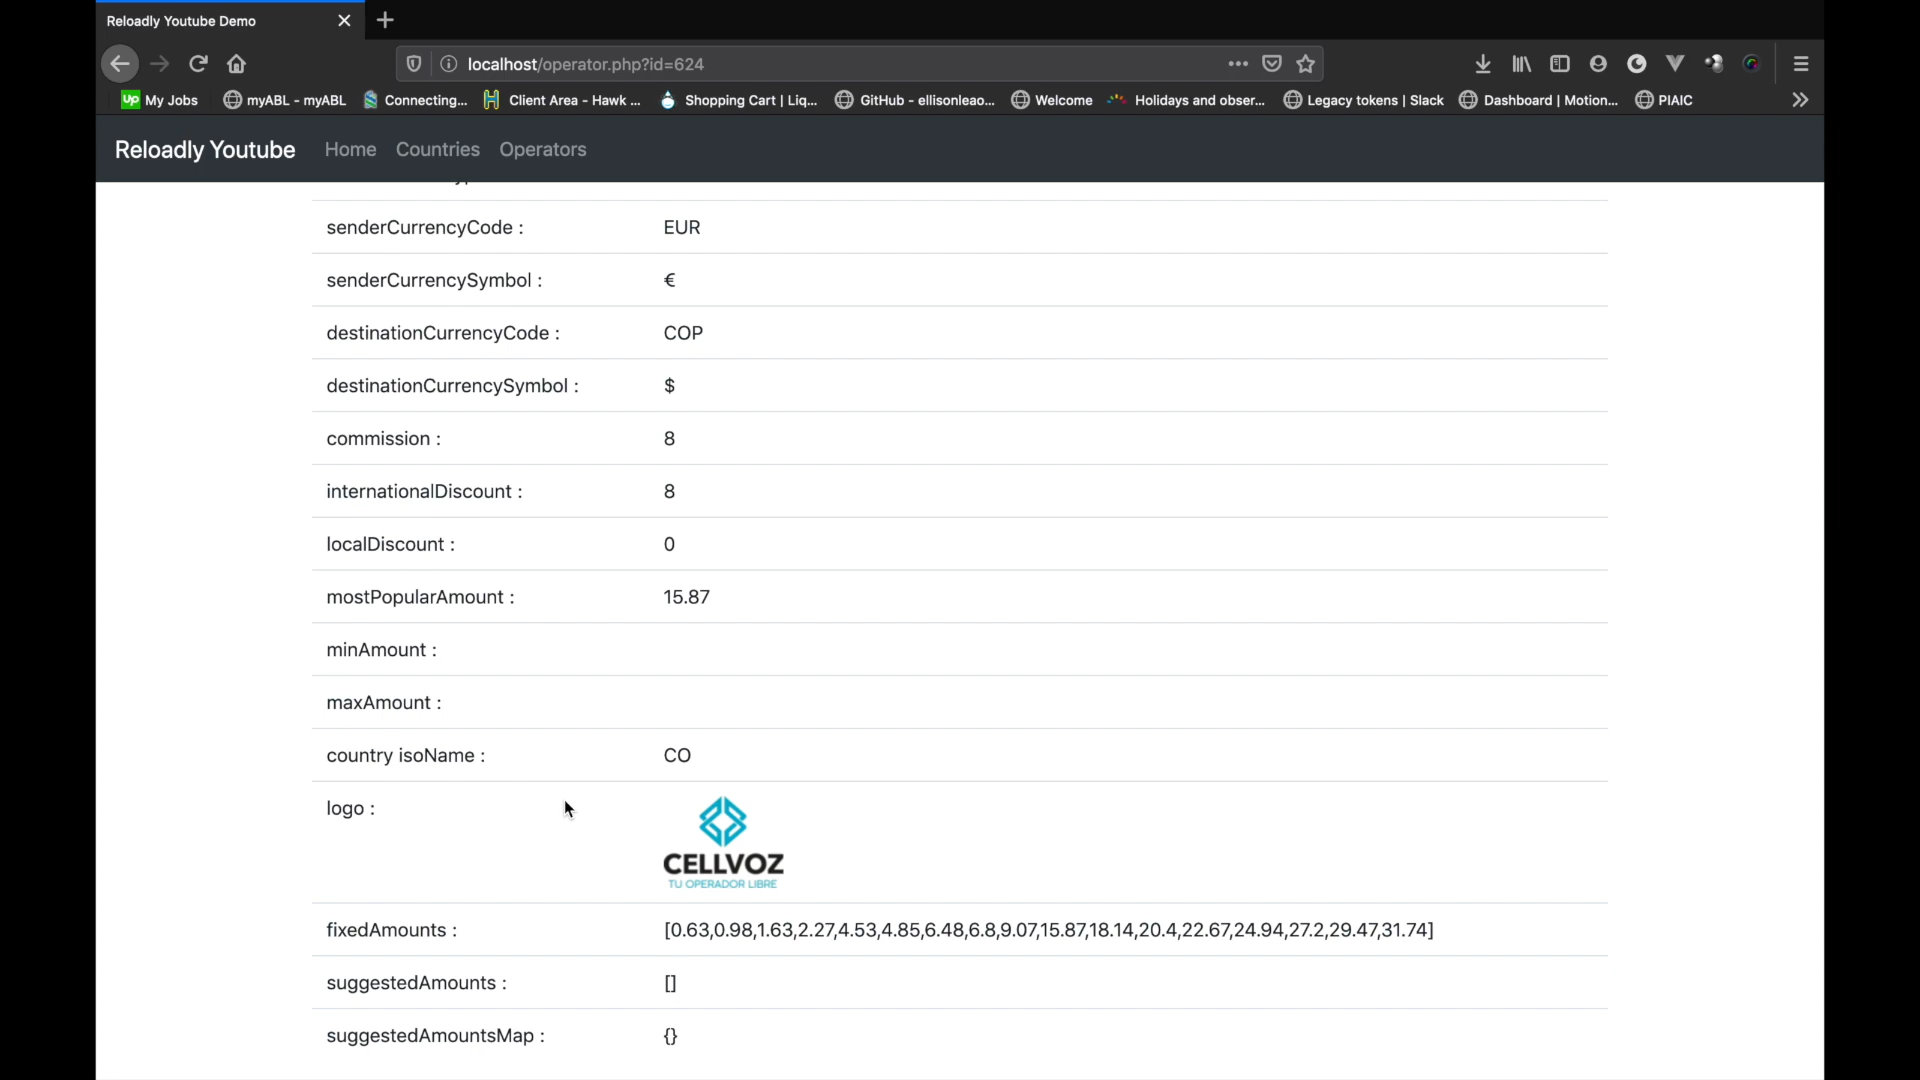 Reloadly Youtube Demo
localhost/operator.php?id=624
Up My Jobs myABL - myABL Connecting... Client Area - Hawk ... Shopping Cart | Liq... GitHub - ellisonleao... Welcome Holidays and obser... Legacy tokens | Slack Dashboard | Motion... PIAIC
Reloadly Youtube Home Countries Operators
senderCurrencyCode : EUR
senderCurrencySymbol : €
destinationCurrencyCode : COP
destinationCurrencySymbol : $
commission : 8
internationalDiscount : 8
localDiscount : 0
mostPopularAmount : 15.87
minAmount :
maxAmount :
country isoName : CO
logo :
CELLVOZ
TU OPERADOR LIBRE
fixedAmounts : [0.63,0.98,1.63,2.27,4.53,4.85,6.48,6.8,9.07,15.87,18.14,20.4,22.67,24.94,27.2,29.47,31.74]
suggestedAmounts : []
suggestedAmountsMap : {}